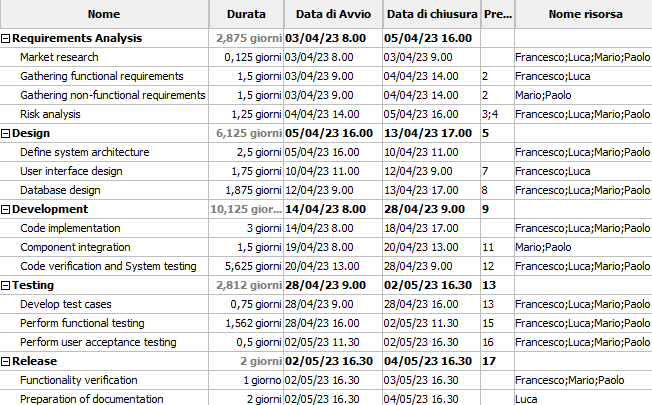 Nome Durata Data di Avvio Data di chiusura Pre... Nome risorsa
Requirements Analysis 2,875 giorni 03/04/23 8.00 05/04/23 16.00
Market research 0,125 giorni 03/04/23 8.00 03/04/23 9.00 Francesco;Luca;Mario;Paolo
Gathering functional requirements 1,5 giorni 03/04/23 9.00 04/04/23 14.00 2 Francesco;Luca
Gathering non-functional requirements 1,5 giorni 03/04/23 9.00 04/04/23 14.00 2 Mario;Paolo
Risk analysis 1,25 giorni 04/04/23 14.00 05/04/23 16.00 3;4 Francesco;Luca;Mario;Paolo
Design 6,125 giorni 05/04/23 16.00 13/04/23 17.00 5
Define system architecture 2,5 giorni 05/04/23 16.00 10/04/23 11.00 Francesco;Luca;Mario;Paolo
User interface design 1,75 giorni 10/04/23 11.00 12/04/23 9.00 7 Francesco;Luca
Database design 1,875 giorni 12/04/23 9.00 13/04/23 17.00 8 Francesco;Luca;Mario;Paolo
Development 10,125 gior... 14/04/23 8.00 28/04/23 9.00 9
Code implementation 3 giorni 14/04/23 8.00 18/04/23 17.00 Francesco;Luca;Mario;Paolo
Component integration 1,5 giorni 19/04/23 8.00 20/04/23 13.00 11 Mario;Paolo
Code verification and System testing 5,625 giorni 20/04/23 13.00 28/04/23 9.00 12 Francesco;Luca;Mario;Paolo
Testing 2,812 giorni 28/04/23 9.00 02/05/23 16.30 13
Develop test cases 0,75 giorni 28/04/23 9.00 28/04/23 16.00 13 Francesco;Luca;Mario;Paolo
Perform functional testing 1,562 giorni 28/04/23 16.00 02/05/23 11.30 15 Francesco;Luca;Mario;Paolo
Perform user acceptance testing 0,5 giorni 02/05/23 11.30 02/05/23 16.30 16 Francesco;Luca;Mario;Paolo
Release 2 giorni 02/05/23 16.30 04/05/23 16.30 17
Functionality verification 1 giorno 02/05/23 16.30 03/05/23 16.30 Francesco;Mario;Paolo
Preparation of documentation 2 giorni 02/05/23 16.30 04/05/23 16.30 Luca